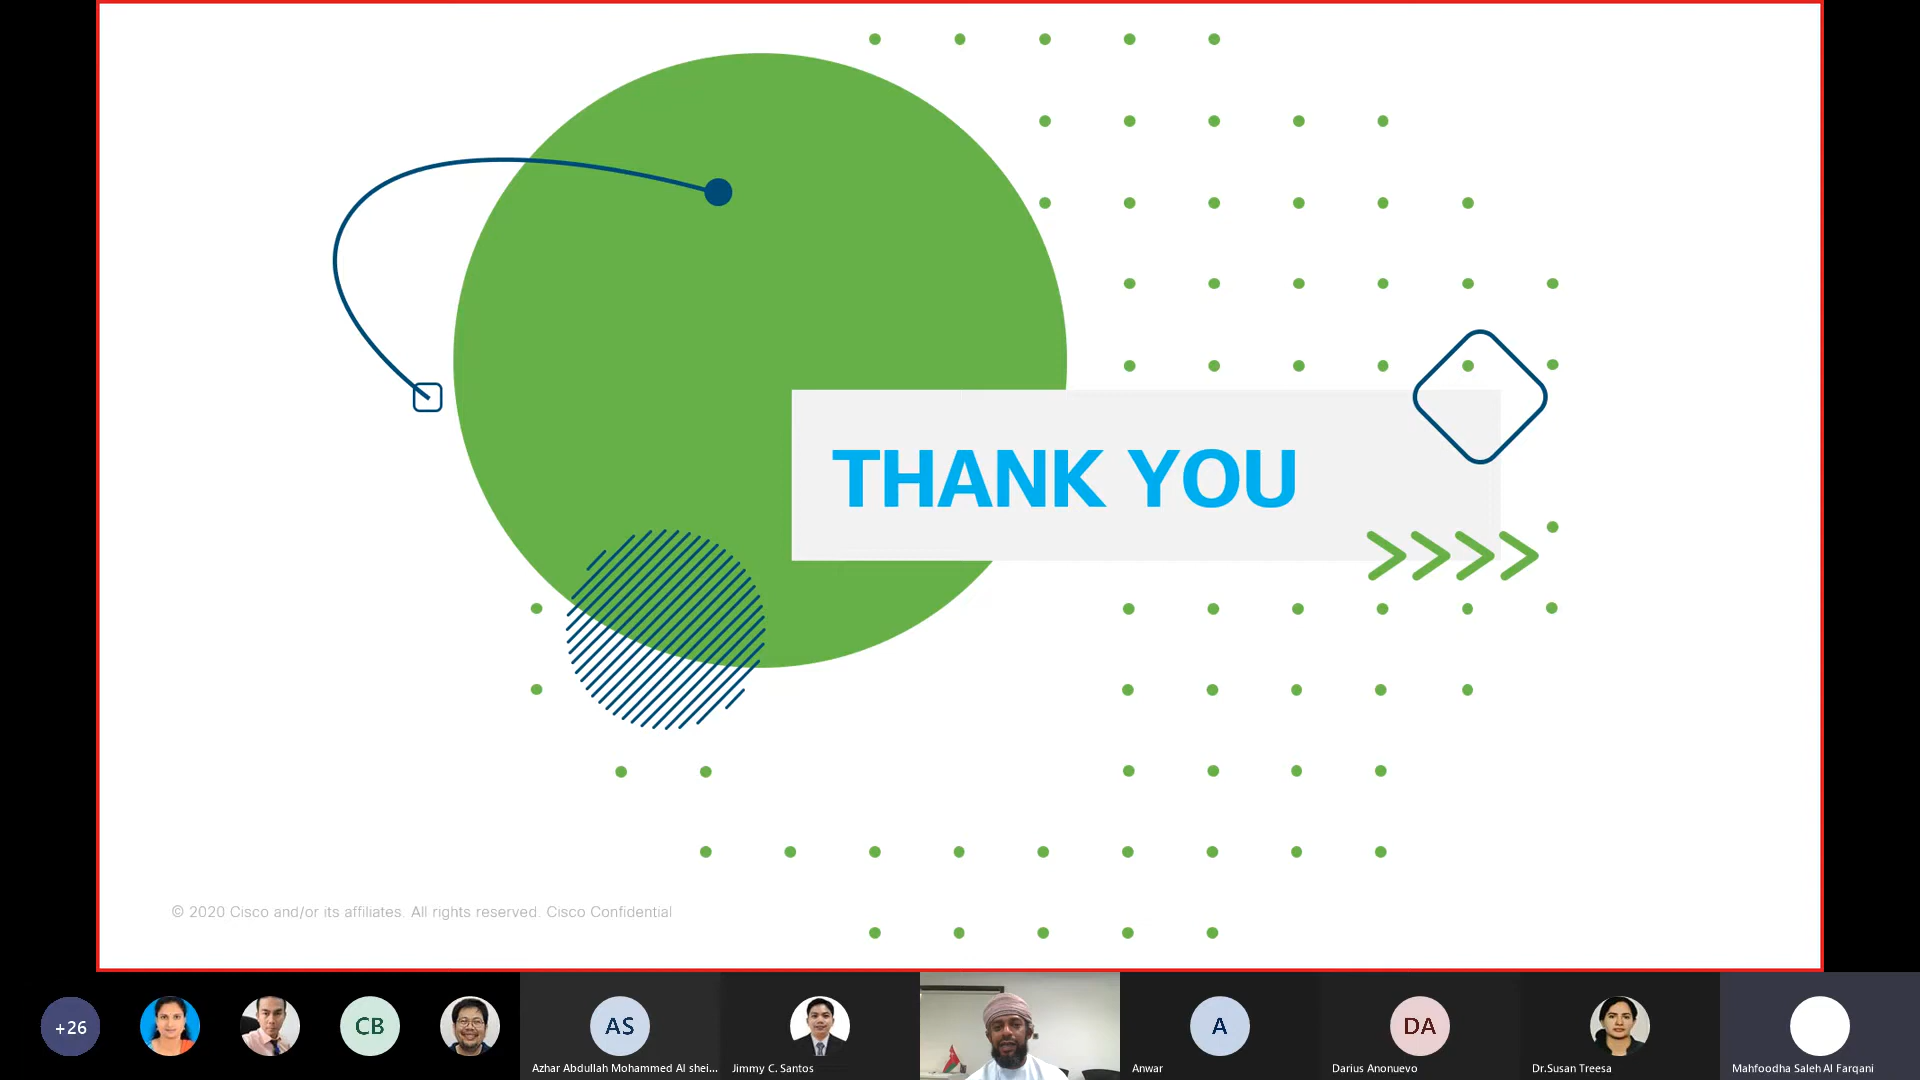 THANK YOU
© 2020 Cisco and/or its affiliates. All rights reserved. Cisco Confidential
+26
CB
AS
A
DA
Azhar Abdullah Mohammed Al shei...
Jimmy C. Santos
Anwar
Darius Anonuevo
Dr.Susan Treesa
Mahfoodha Saleh Al Farqani